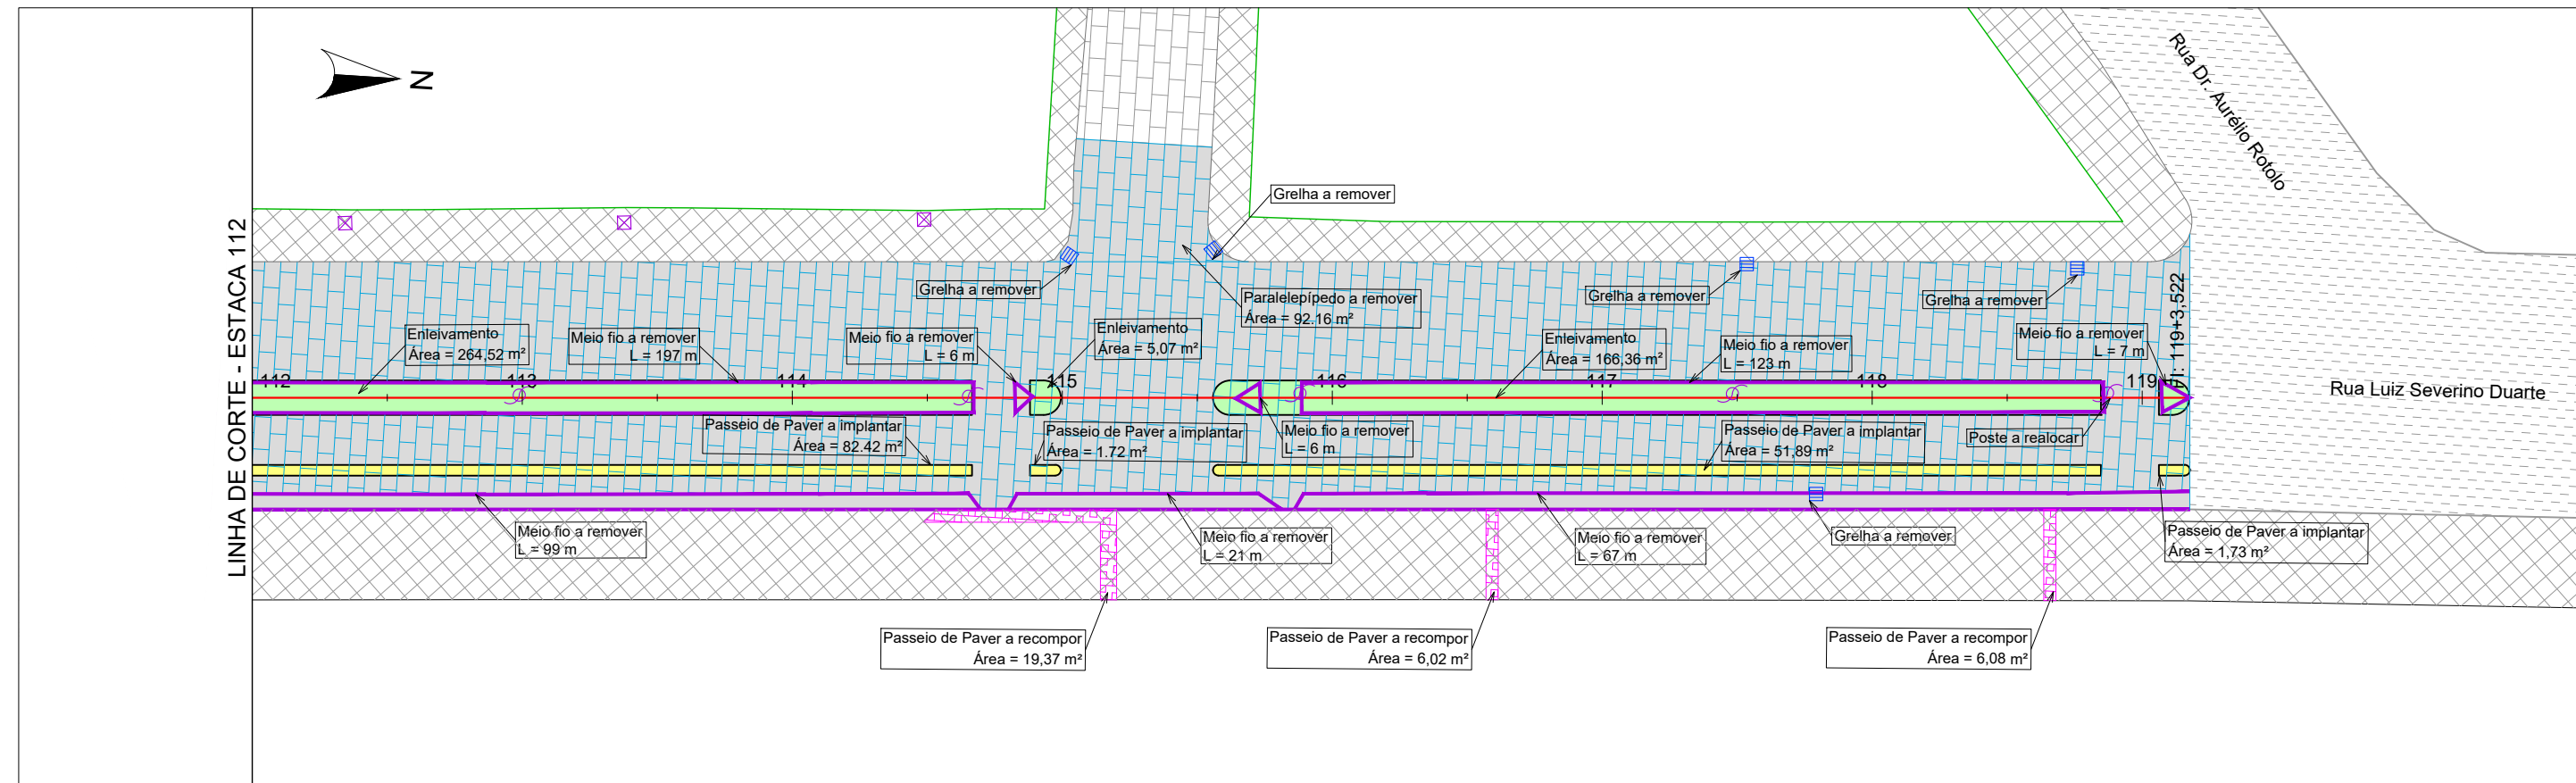 N
Rua Dr. Aurélio Rotolo
Grelha a remover
LINHA DE CORTE - ESTACA 112
Grelha a remover
Paralelepípedo a remover
Área = 92.16 m²
Grelha a remover
Grelha a remover
Enleivamento
Área = 264,52 m²
Meio fio a remover
L = 197 m
Meio fio a remover
L = 6 m
Enleivamento
Área = 5,07 m²
Enleivamento
Área = 166,36 m²
Meio fio a remover
L = 123 m
Meio fio a remover
L = 7 m
: 119+3,522
112
113
114
115
116
117
118
119
Rua Luiz Severino Duarte
Passeio de Paver a implantar
Área = 82.42 m²
Passeio de Paver a implantar
Área = 1.72 m²
Meio fio a remover
L = 6 m
Passeio de Paver a implantar
Área = 51,89 m²
Poste a realocar
Meio fio a remover
L = 99 m
Meio fio a remover
L = 21 m
Meio fio a remover
L = 67 m
Grelha a remover
Passeio de Paver a implantar
Área = 1,73 m²
Passeio de Paver a recompor
Área = 19,37 m²
Passeio de Paver a recompor
Área = 6,02 m²
Passeio de Paver a recompor
Área = 6,08 m²